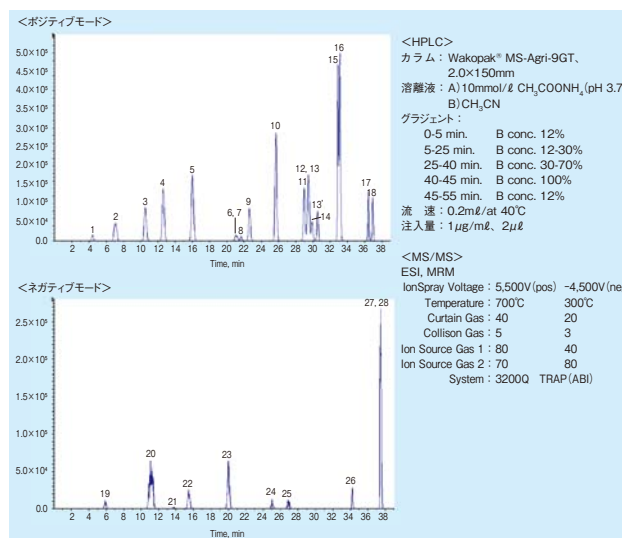 <ポジティブモード>
5.0×10⁵
4.5×10⁵
4.0×10⁵
3.5×10⁵
3.0×10⁵
2.5×10⁵
2.0×10⁵
1.5×10⁵
1.0×10⁵
5.0×10⁴
0.0
1
2
3
4
5
6, 7
8
9
10
11
12, 13
13'
14
15
16
17
18
2 4 6 8 10 12 14 16 18 20 22 24 26 28 30 32 34 36 38
Time, min
<ネガティブモード>
2.5×10⁵
2.0×10⁵
1.5×10⁵
1.0×10⁵
5.0×10⁴
0.0
19
20
21
22
23
24
25
26
27, 28
2 4 6 8 10 12 14 16 18 20 22 24 26 28 30 32 34 36 38
Time, min
<HPLC>
カラム：Wakopak® MS-Agri-9GT、
2.0×150mm
溶離液：A)10mmol/ℓ CH₃COONH₄(pH 3.7
B)CH₃CN
グラジェント：
0-5 min. B conc. 12%
5-25 min. B conc. 12-30%
25-40 min. B conc. 30-70%
40-45 min. B conc. 100%
45-55 min. B conc. 12%
流　速：0.2mℓ/at 40℃
注入量：1μg/mℓ、2μℓ
<MS/MS>
ESI, MRM
IonSpray Voltage：5,500V(pos) -4,500V(ne
Temperature：700℃ 300℃
Curtain Gas：40 20
Collison Gas：5 3
Ion Source Gas 1：80 40
Ion Source Gas 2：70 80
System：3200Q TRAP(ABI)